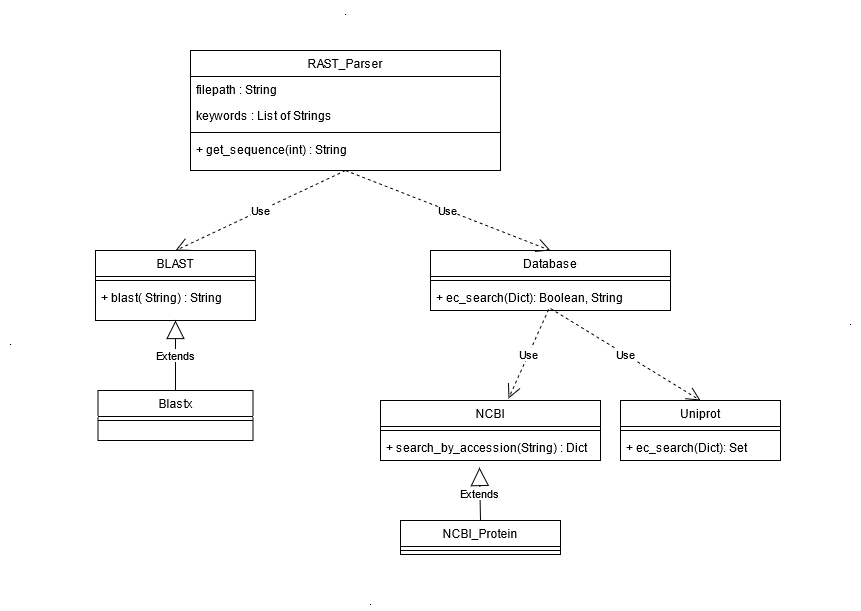 RAST_Parser
filepath : String
keywords : List of Strings
+ get_sequence(int) : String
Use
Use
BLAST
+ blast( String) : String
Database
+ ec_search(Dict): Boolean, String
Extends
Use
Use
Blastx
NCBI
+ search_by_accession(String) : Dict
Uniprot
+ ec_search(Dict): Set
Extends
NCBI_Protein